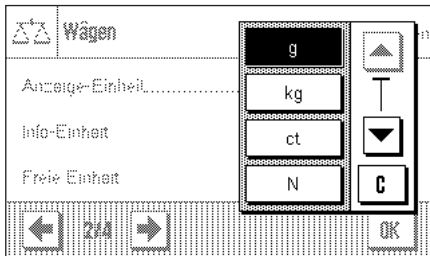 Wägen
g
Anzeige-Einheit
kg
Info-Einheit
ct
Freie Einheit
N
C
2/4
OK